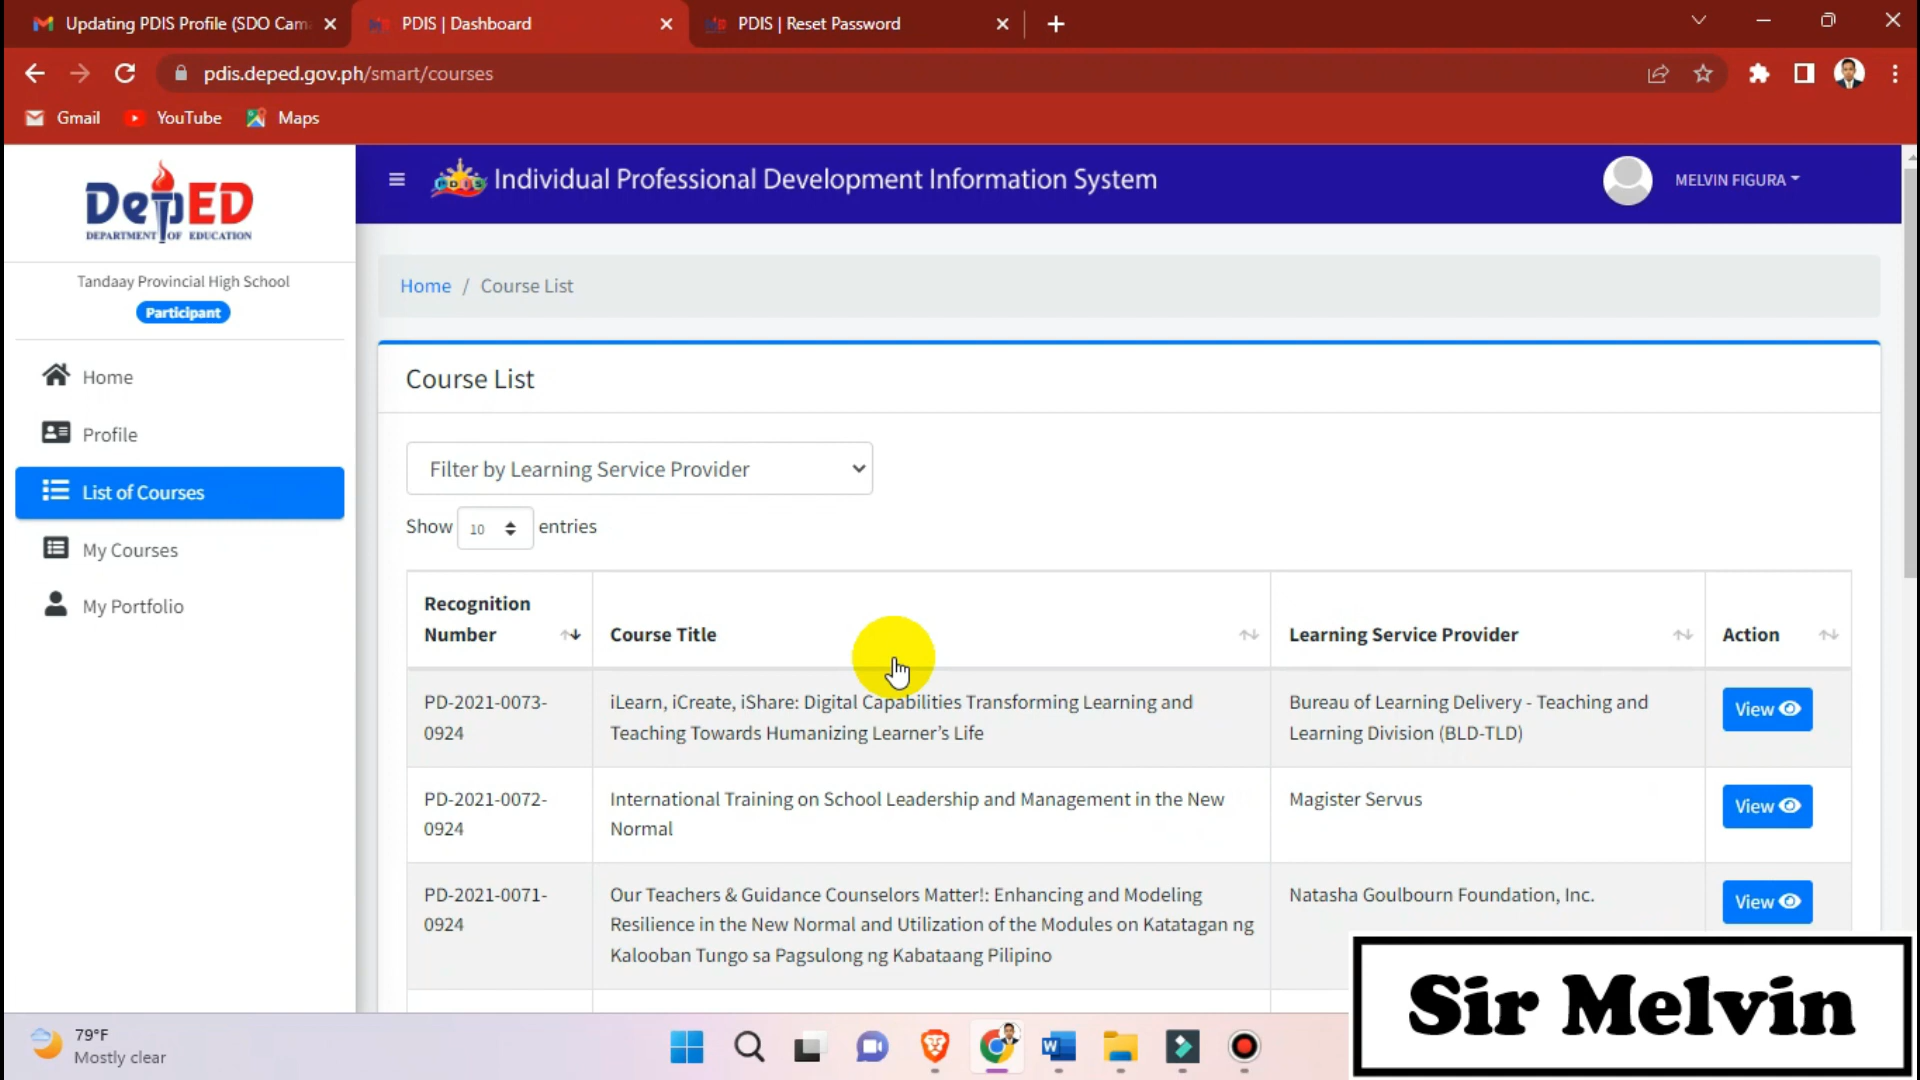 Updating PDIS Profile (SDO Cam
PDIS | Dashboard
PDIS | Reset Password
pdis.deped.gov.ph/smart/courses
Gmail
YouTube
Maps
DepED
DEPARTMENT OF EDUCATION
Individual Professional Development Information System
MELVIN FIGURA
Tandaay Provincial High School
Participant
Home
Profile
List of Courses
My Courses
My Portfolio
Home / Course List
Course List
Filter by Learning Service Provider
Show 10 entries
Recognition
Number
Course Title
Learning Service Provider
Action
PD-2021-0073-
0924
iLearn, iCreate, iShare: Digital Capabilities Transforming Learning and
Teaching Towards Humanizing Learner’s Life
Bureau of Learning Delivery - Teaching and
Learning Division (BLD-TLD)
View
PD-2021-0072-
0924
International Training on School Leadership and Management in the New
Normal
Magister Servus
View
PD-2021-0071-
0924
Our Teachers & Guidance Counselors Matter!: Enhancing and Modeling
Resilience in the New Normal and Utilization of the Modules on Katatagan ng
Kalooban Tungo sa Pagsulong ng Kabataang Pilipino
Natasha Goulbourn Foundation, Inc.
View
Sir Melvin
79°F
Mostly clear